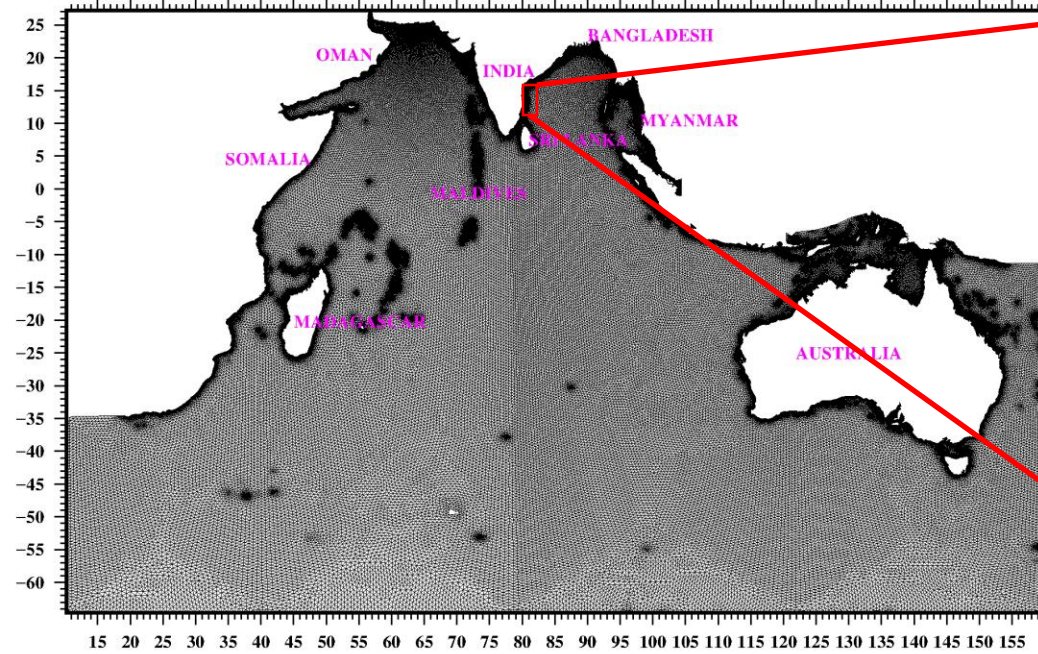 25
20
15
10
5
0
−5
−10
−15
−20
−25
−30
−35
−40
−45
−50
−55
−60
BANGLADESH
OMAN
INDIA
MYANMAR
SRI LANKA
SOMALIA
MALDIVES
MADAGASCAR
AUSTRALIA
15 20 25 30 35 40 45 50 55 60 65 70 75 80 85 90 95 100 105 110 115 120 125 130 135 140 145 150 155